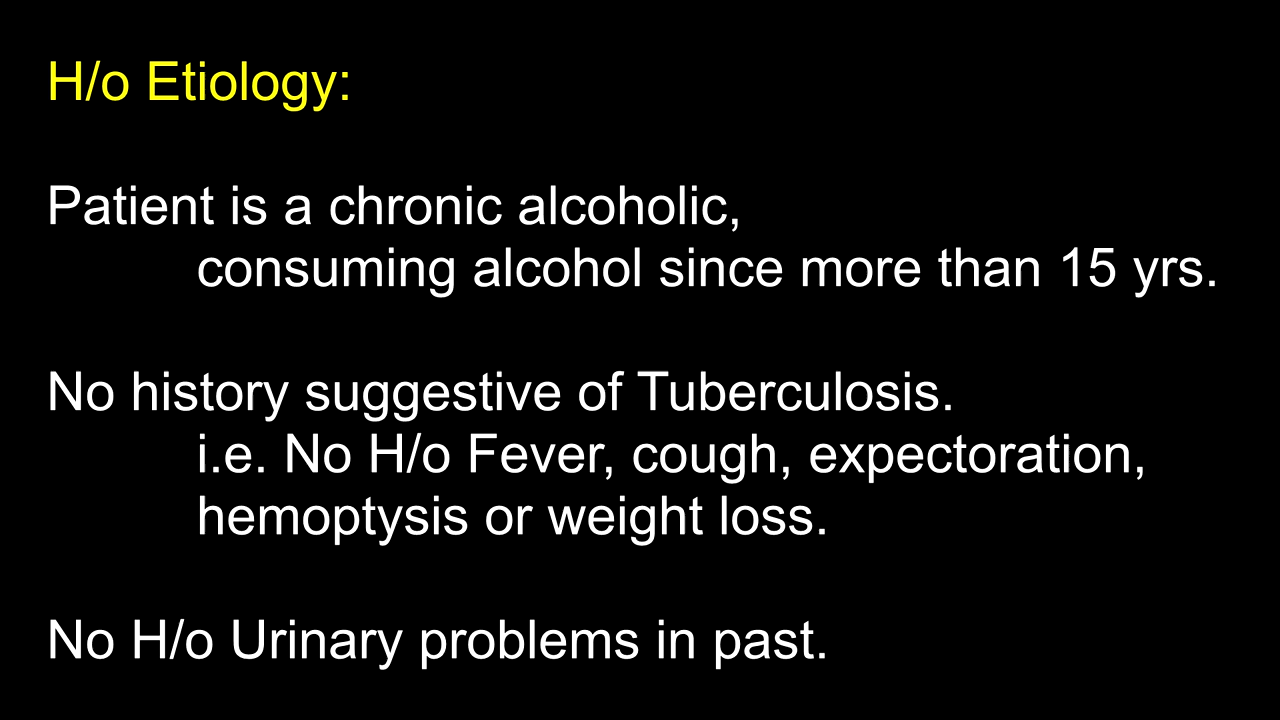 H/o Etiology:
Patient is a chronic alcoholic,
consuming alcohol since more than 15 yrs.
No history suggestive of Tuberculosis.
i.e. No H/o Fever, cough, expectoration,
hemoptysis or weight loss.
No H/o Urinary problems in past.